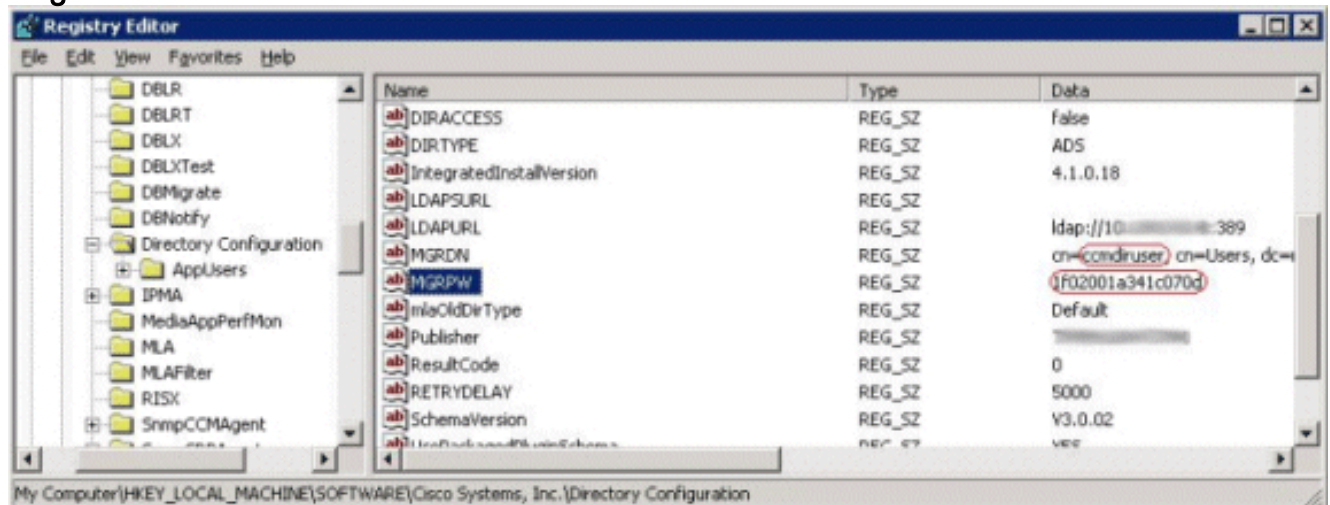 Registry Editor
File Edit View Favorites Help
DBLR
DBLRT
DBLX
DBLXTest
DBMigrate
DBNotify
Directory Configuration
AppUsers
IPMA
MediaAppPerfMon
MLA
MLAFilter
RISX
SnmpCCMAgent
Name Type Data
DIRACCESS REG_SZ false
DIRTYPE REG_SZ ADS
IntegratedInstallVersion REG_SZ 4.1.0.18
LDAPSURL REG_SZ
LDAPURL REG_SZ ldap://10 :389
MGRDN REG_SZ cn=ccmdiruser, cn=Users, dc=
MGRPW REG_SZ 1f02001a341c070d
mlaOldDirType REG_SZ Default
Publisher REG_SZ
ResultCode REG_SZ 0
RETRYDELAY REG_SZ 5000
SchemaVersion REG_SZ V3.0.02
UsePackagedPluginSchema REG_SZ YES
My Computer\HKEY_LOCAL_MACHINE\SOFTWARE\Cisco Systems, Inc.\Directory Configuration